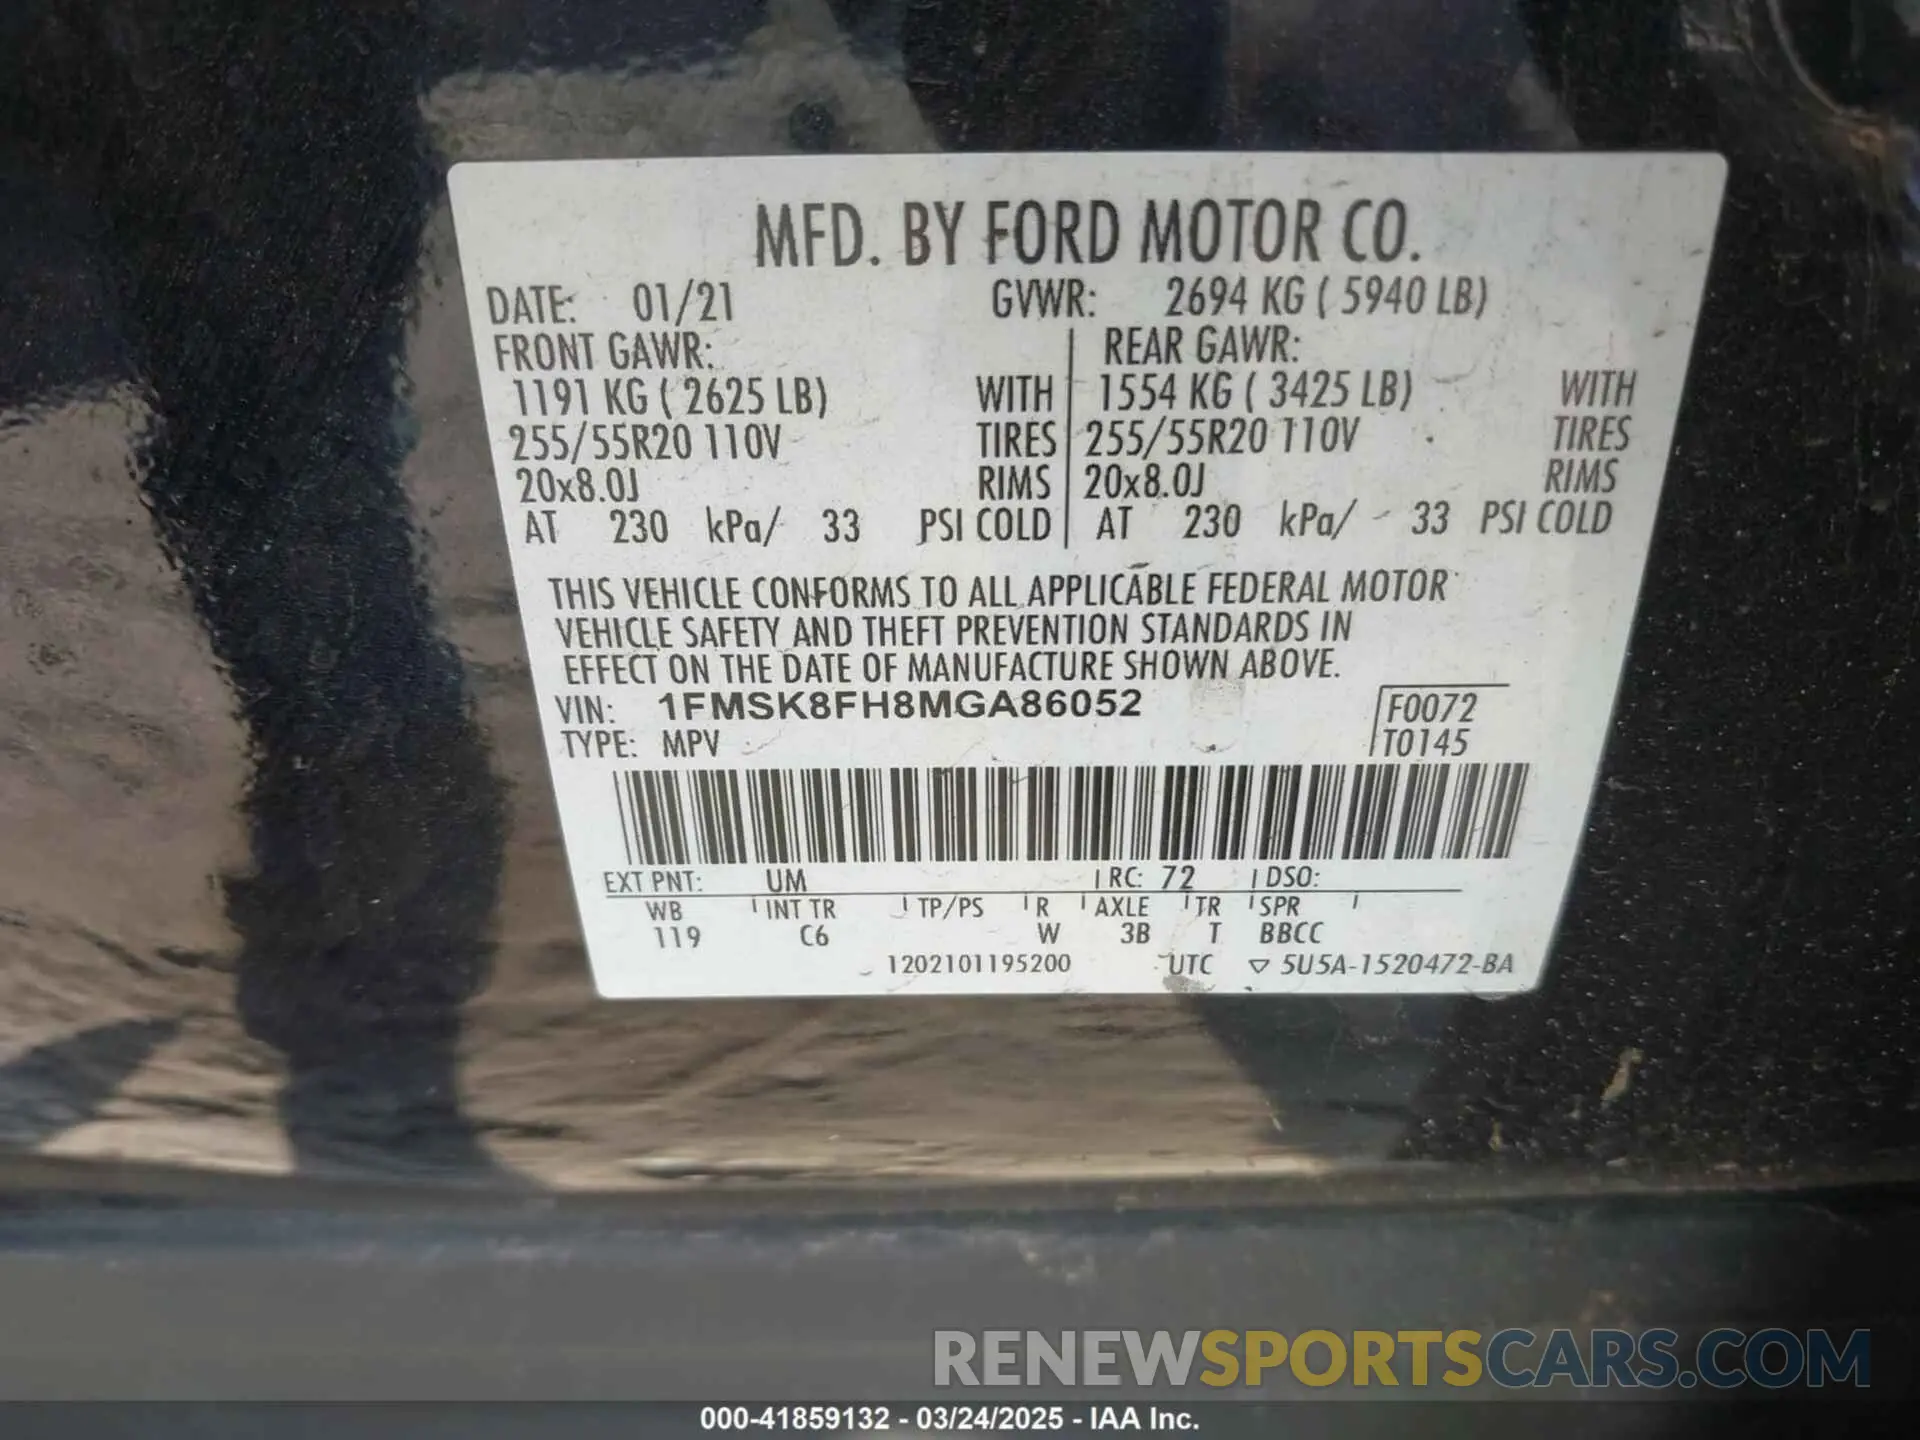 MFD. BY FORD MOTOR CO.
DATE: 01/21 GVWR: 2694 KG ( 5940 LB)
FRONT GAWR: REAR GAWR:
1191 KG ( 2625 LB) WITH 1554 KG ( 3425 LB) WITH
255/55R20 110V TIRES 255/55R20 110V TIRES
20x8.0J RIMS 20x8.0J RIMS
AT 230 kPa/ 33 PSI COLD AT 230 kPa/ 33 PSI COLD
THIS VEHICLE CONFORMS TO ALL APPLICABLE FEDERAL MOTOR
VEHICLE SAFETY AND THEFT PREVENTION STANDARDS IN
EFFECT ON THE DATE OF MANUFACTURE SHOWN ABOVE.
VIN: 1FMSK8FH8MGA86052 F0072
TYPE: MPV T0145
EXT PNT: UM RC: 72 DSO:
WB INT TR TP/PS R AXLE TR SPR
119 C6 W 3B T BBCC
1202101195200 UTC ▽ 5U5A-1520472-BA
RENEWSPORTSCARS.COM
000-41859132 - 03/24/2025 - IAA Inc.